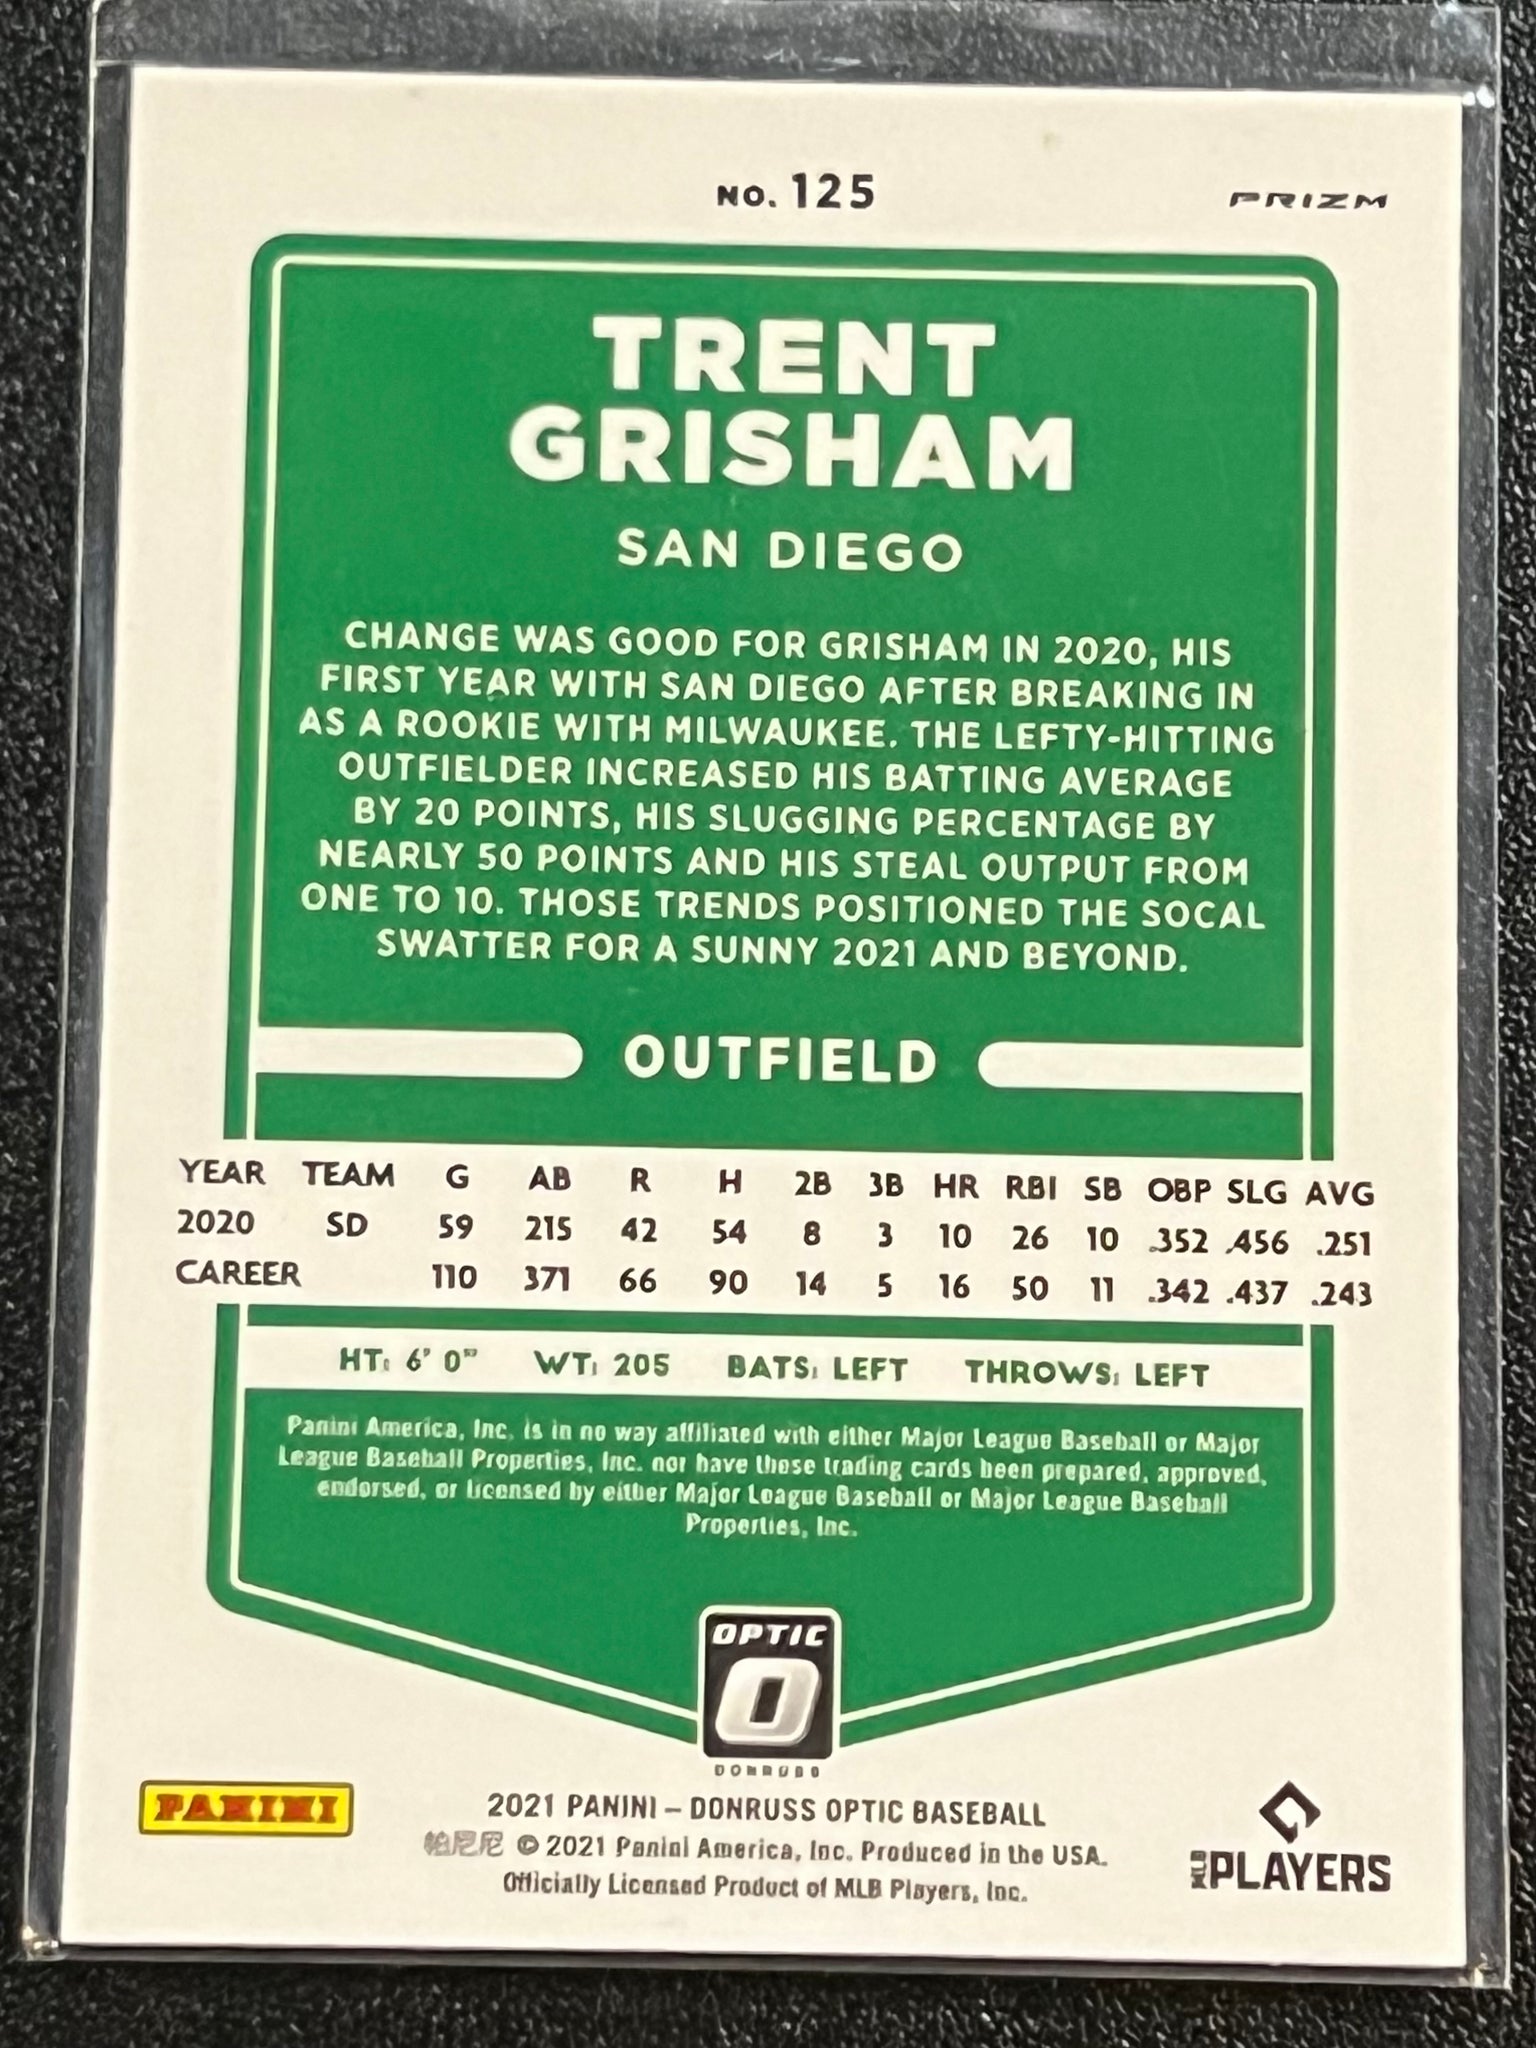 NO. 125
PRIZM
TRENT
GRISHAM
SAN DIEGO
CHANGE WAS GOOD FOR GRISHAM IN 2020, HIS
FIRST YEAR WITH SAN DIEGO AFTER BREAKING IN
AS A ROOKIE WITH MILWAUKEE. THE LEFTY-HITTING
OUTFIELDER INCREASED HIS BATTING AVERAGE
BY 20 POINTS, HIS SLUGGING PERCENTAGE BY
NEARLY 50 POINTS AND HIS STEAL OUTPUT FROM
ONE TO 10. THOSE TRENDS POSITIONED THE SOCAL
SWATTER FOR A SUNNY 2021 AND BEYOND.
OUTFIELD
YEAR TEAM G AB R H 2B 3B HR RBI SB OBP SLG AVG
2020 SD 59 215 42 54 8 3 10 26 10 .352 .456 .251
CAREER 110 371 66 90 14 5 16 50 11 .342 .437 .243
HT: 6' 0" WT: 205 BATS: LEFT THROWS: LEFT
Panini America, Inc. is in no way affiliated with either Major League Baseball or Major
League Baseball Properties, Inc. nor have these trading cards been prepared, approved,
endorsed, or licensed by either Major League Baseball or Major League Baseball
Properties, Inc.
OPTIC
O
DONRUSS
PANINI
2021 PANINI – DONRUSS OPTIC BASEBALL
帕尼尼 © 2021 Panini America, Inc. Produced in the USA.
Officially Licensed Product of MLB Players, Inc.
MLB PLAYERS